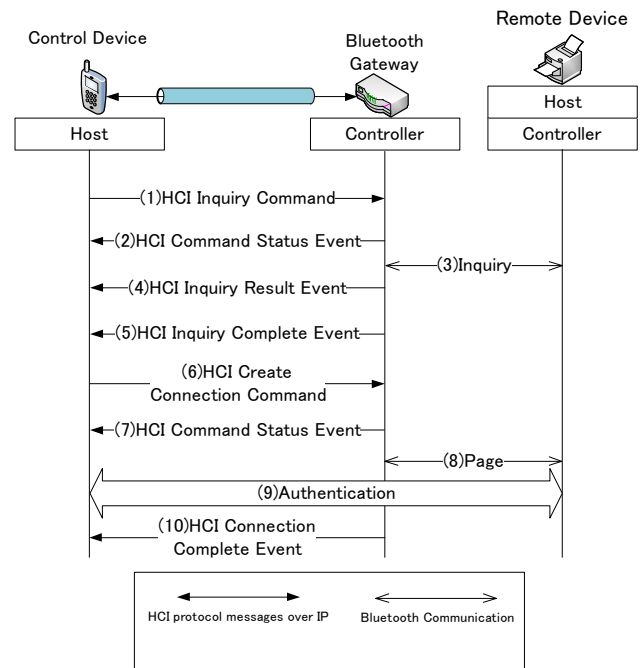 Control Device
Bluetooth
Gateway
Remote Device
Host
Host
Controller
Controller
(1)HCI Inquiry Command
(2)HCI Command Status Event
(3)Inquiry
(4)HCI Inquiry Result Event
(5)HCI Inquiry Complete Event
(6)HCI Create
Connection Command
(7)HCI Command Status Event
(8)Page
(9)Authentication
(10)HCI Connection
Complete Event
HCI protocol messages over IP
Bluetooth Communication